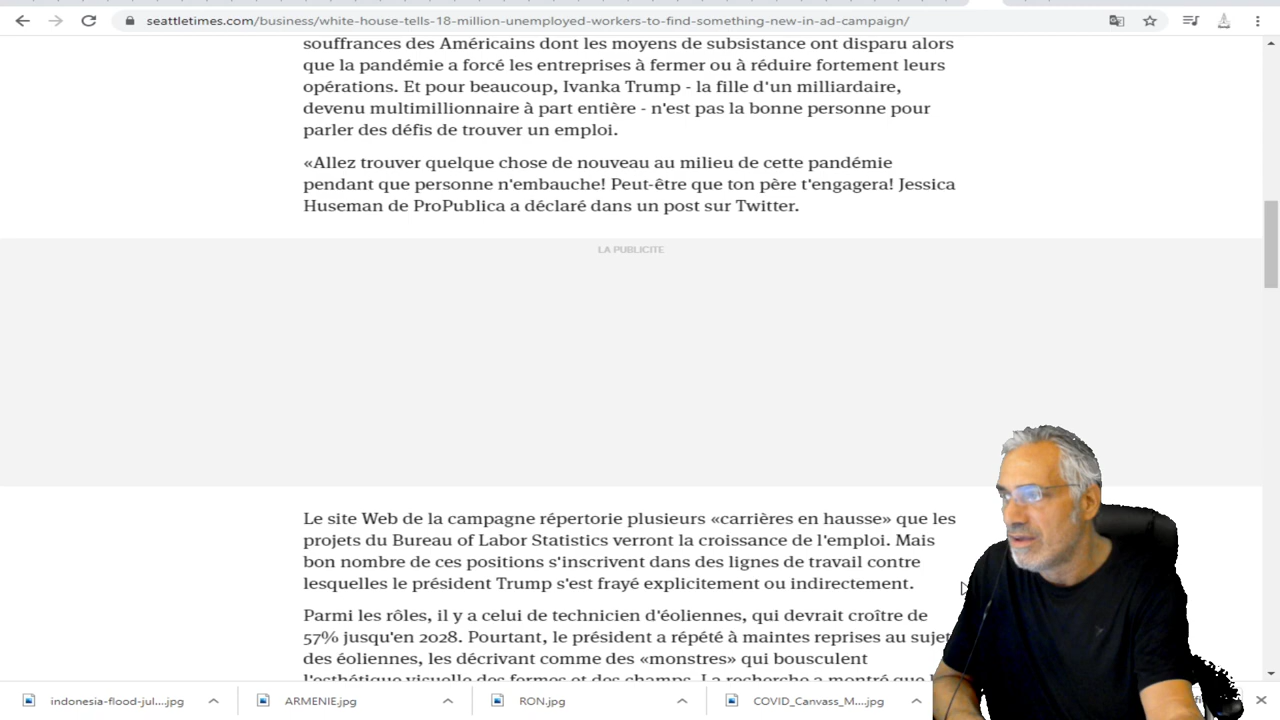 seattletimes.com/business/white-house-tells-18-million-unemployed-workers-to-find-something-new-in-ad-campaign/
souffrances des Américains dont les moyens de subsistance ont disparu alors
que la pandémie a forcé les entreprises à fermer ou à réduire fortement leurs
opérations. Et pour beaucoup, Ivanka Trump - la fille d'un milliardaire,
devenu multimillionnaire à part entière - n'est pas la bonne personne pour
parler des défis de trouver un emploi.
«Allez trouver quelque chose de nouveau au milieu de cette pandémie
pendant que personne n'embauche! Peut-être que ton père t'engagera! Jessica
Huseman de ProPublica a déclaré dans un post sur Twitter.
LA PUBLICITE
Le site Web de la campagne répertorie plusieurs «carrières en hausse» que les
projets du Bureau of Labor Statistics verront la croissance de l'emploi. Mais
bon nombre de ces positions s'inscrivent dans des lignes de travail contre
lesquelles le président Trump s'est frayé explicitement ou indirectement.
Parmi les rôles, il y a celui de technicien d'éoliennes, qui devrait croître de
57% jusqu'en 2028. Pourtant, le président a répété à maintes reprises au sujet
des éoliennes, les décrivant comme des «monstres» qui bousculent
l'esthétique visuelle des fermes et des champs. La recherche a montré que
indonesia-flood-jul....jpg
ARMENIE.jpg
RON.jpg
COVID_Canvass_M....jpg